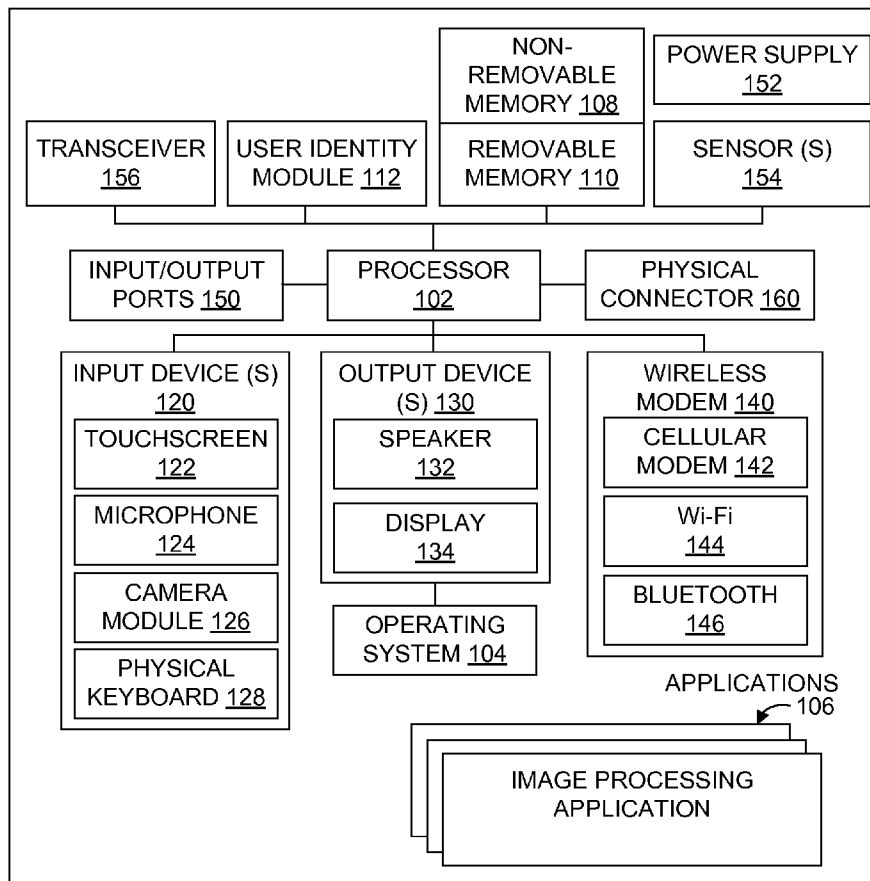 NON-
REMOVABLE
MEMORY 108
POWER SUPPLY
152
TRANSCEIVER
156
USER IDENTITY
MODULE 112
REMOVABLE
MEMORY 110
SENSOR (S)
154
INPUT/OUTPUT
PORTS 150
PROCESSOR
102
PHYSICAL
CONNECTOR 160
INPUT DEVICE (S)
120
TOUCHSCREEN
122
MICROPHONE
124
CAMERA
MODULE 126
PHYSICAL
KEYBOARD 128
OUTPUT DEVICE
(S) 130
SPEAKER
132
DISPLAY
134
OPERATING
SYSTEM 104
WIRELESS
MODEM 140
CELLULAR
MODEM 142
Wi-Fi
144
BLUETOOTH
146
APPLICATIONS
106
IMAGE PROCESSING
APPLICATION